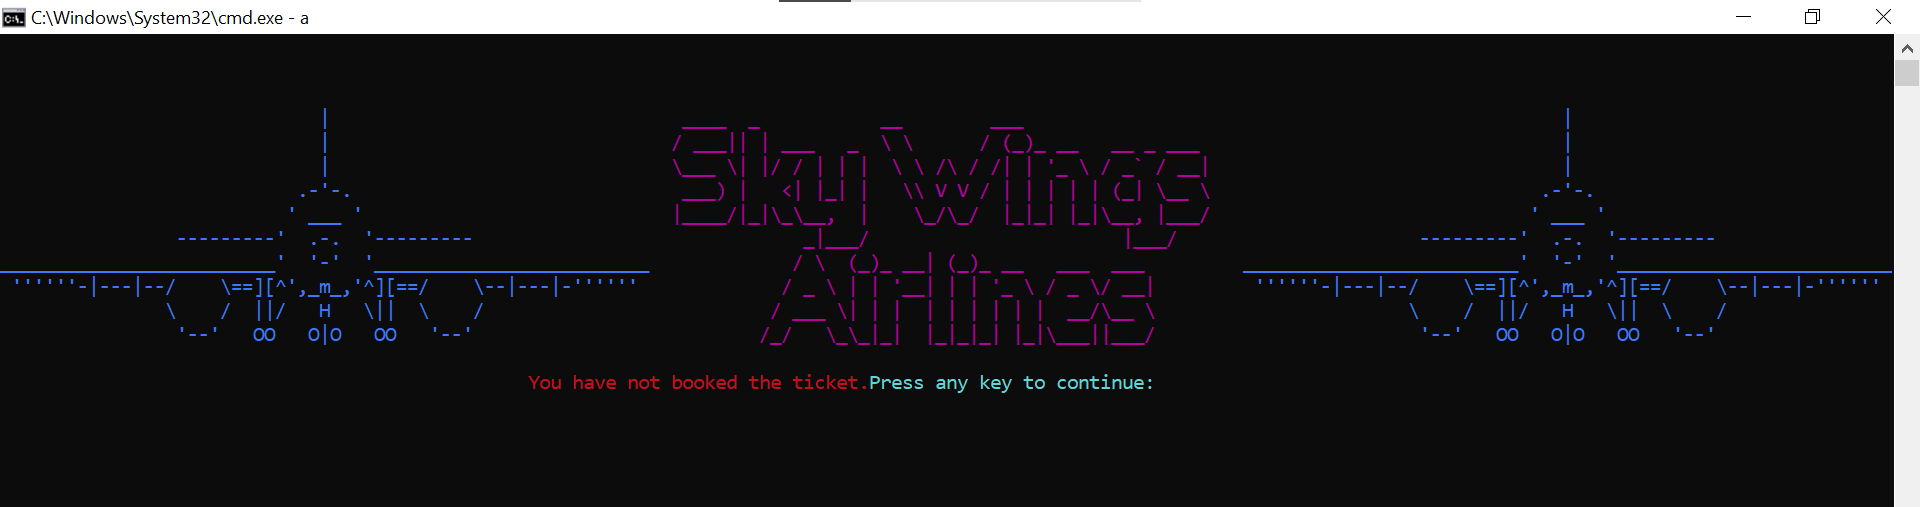 C:\Windows\System32\cmd.exe - a
Sky Wings
Airlines
You have not booked the ticket.Press any key to continue: